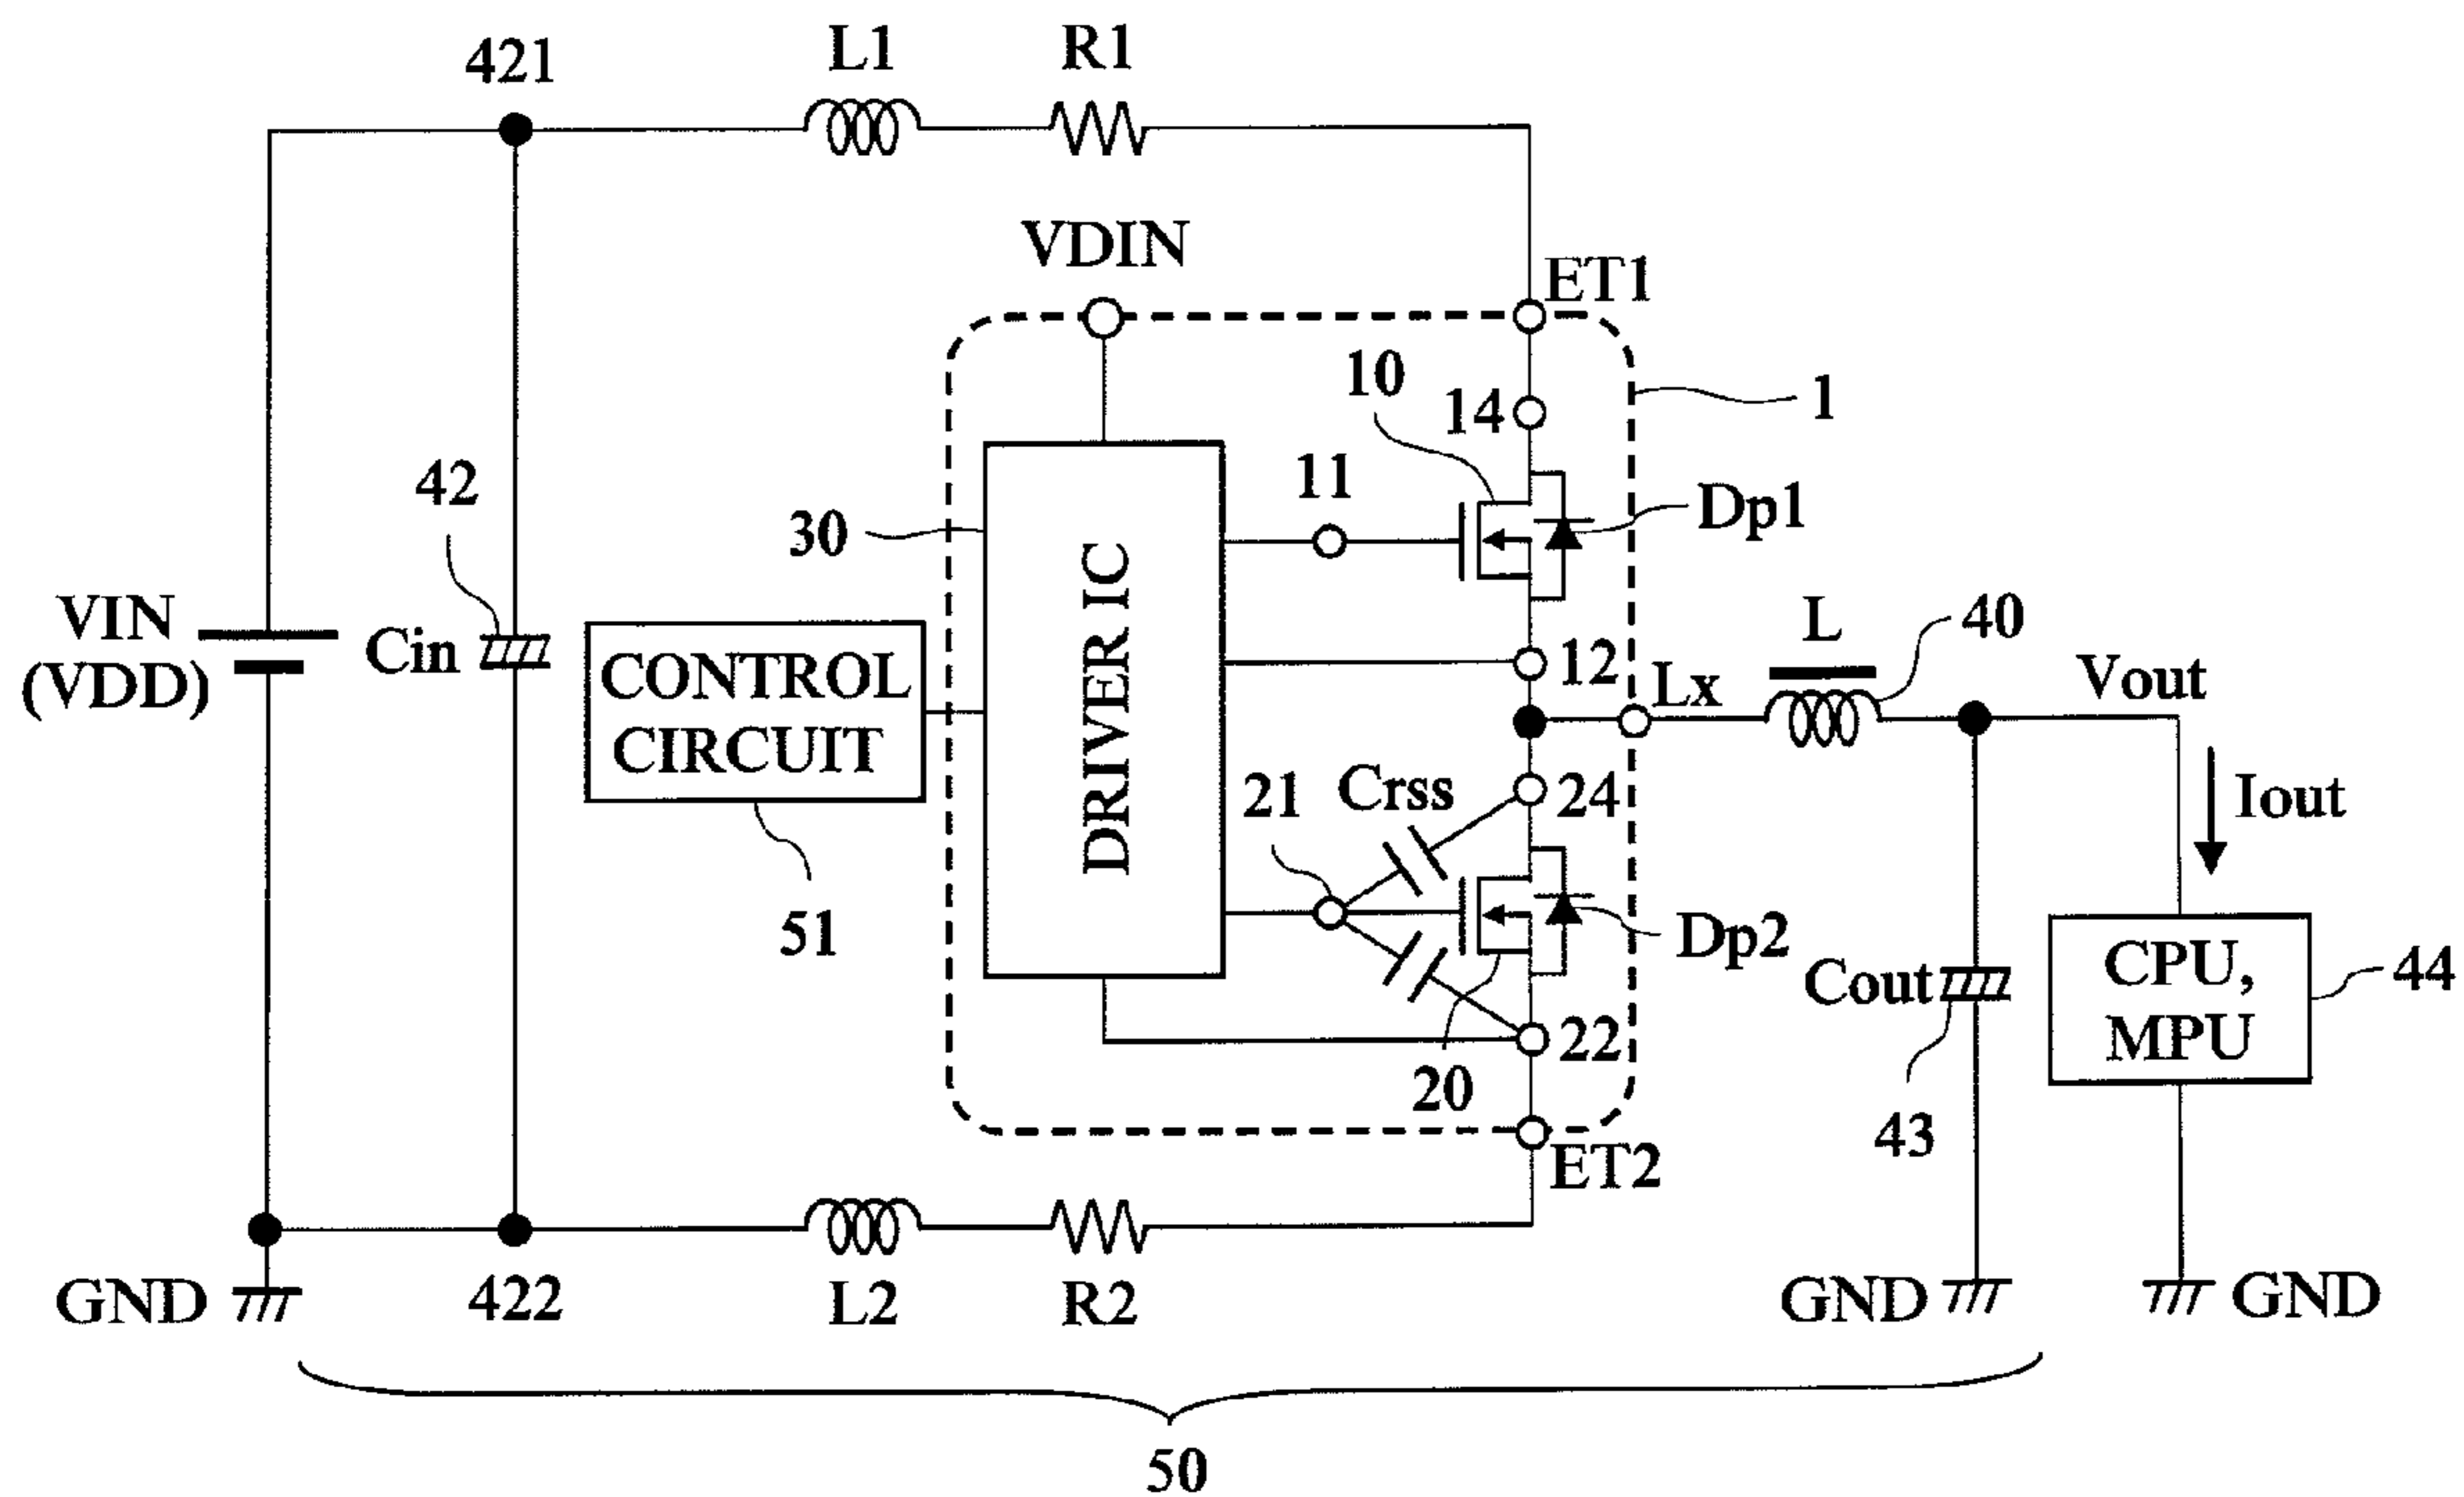 421
L1
R1
VDIN
ET1
10
14
1
11
42
Dp1
30
VIN
(VDD)
Cin
CONTROL
CIRCUIT
DRIVER IC
12
L
40
Lx
Vout
21
Crss
24
Iout
51
Dp2
Cout
CPU,
MPU
44
22
20
43
ET2
GND
422
L2
R2
GND
GND
50